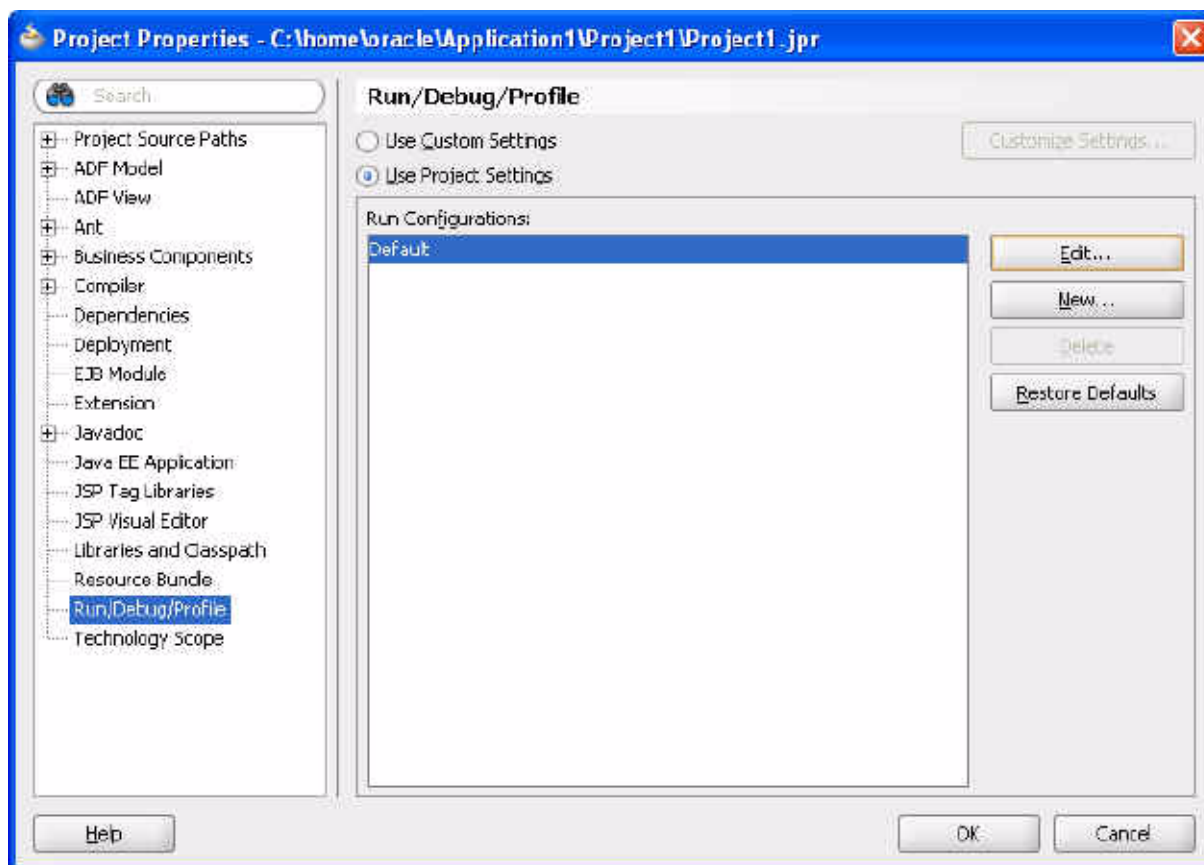 Project Properties - C:\home\oracle\Application1\Project1\Project1.jpr
Search
Project Source Paths
ADF Model
ADF View
Ant
Business Components
Compiler
Dependencies
Deployment
EJB Module
Extension
Javadoc
Java EE Application
JSP Tag Libraries
JSP Visual Editor
Libraries and Classpath
Resource Bundle
Run/Debug/Profile
Technology Scope
Run/Debug/Profile
Use Custom Settings
Customize Settings...
Use Project Settings
Run Configurations:
Default
Edit...
New...
Delete
Restore Defaults
Help
OK
Cancel